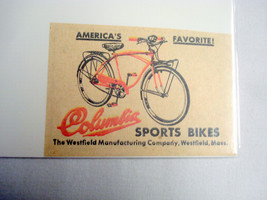 AMERICA'S FAVORITE!
Columbia
SPORTS BIKES
The Westfield Manufacturing Company, Westfield, Mass.